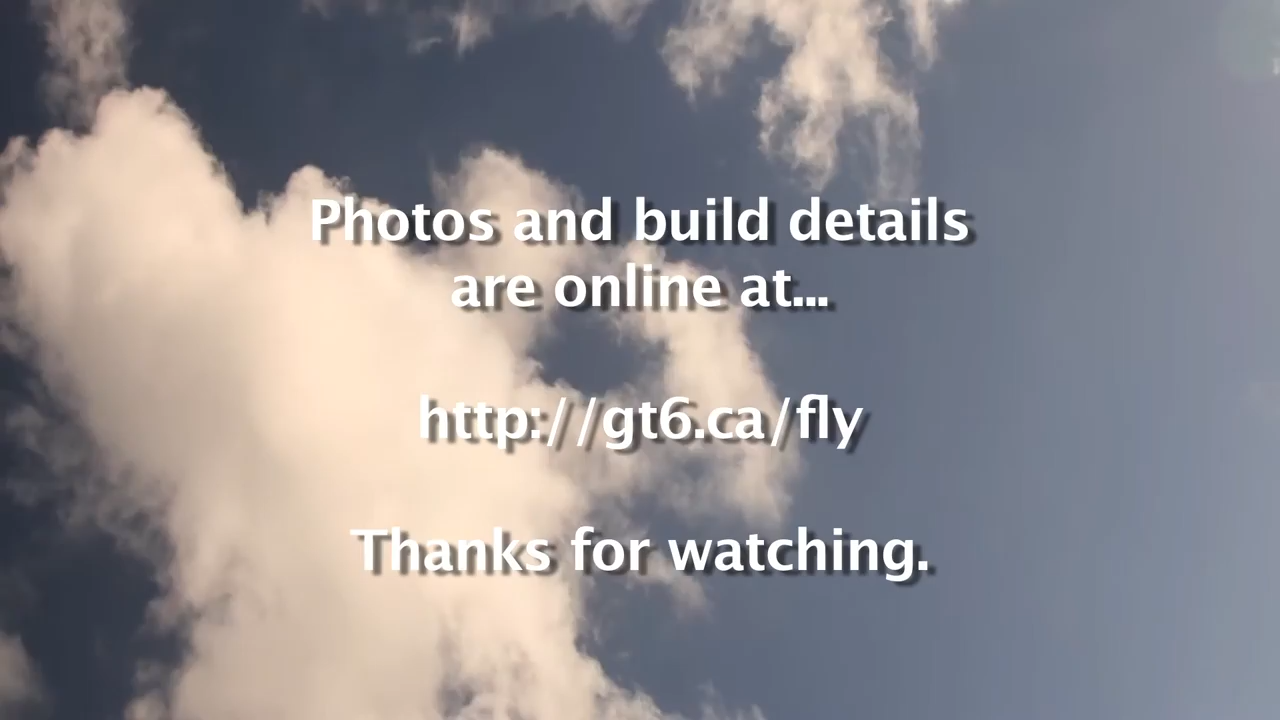 Photos and build details
are online at...
http://gt6.ca/fly
Thanks for watching.